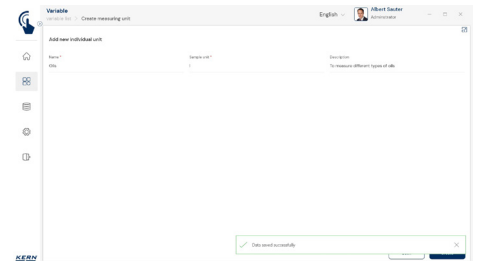 Variable
Variable list > Create measuring unit
English
Albert Sauter
Administrator
Add new individual unit
Name *
Sample unit *
Description
To measure different types of oils
Data saved successfully
KERN